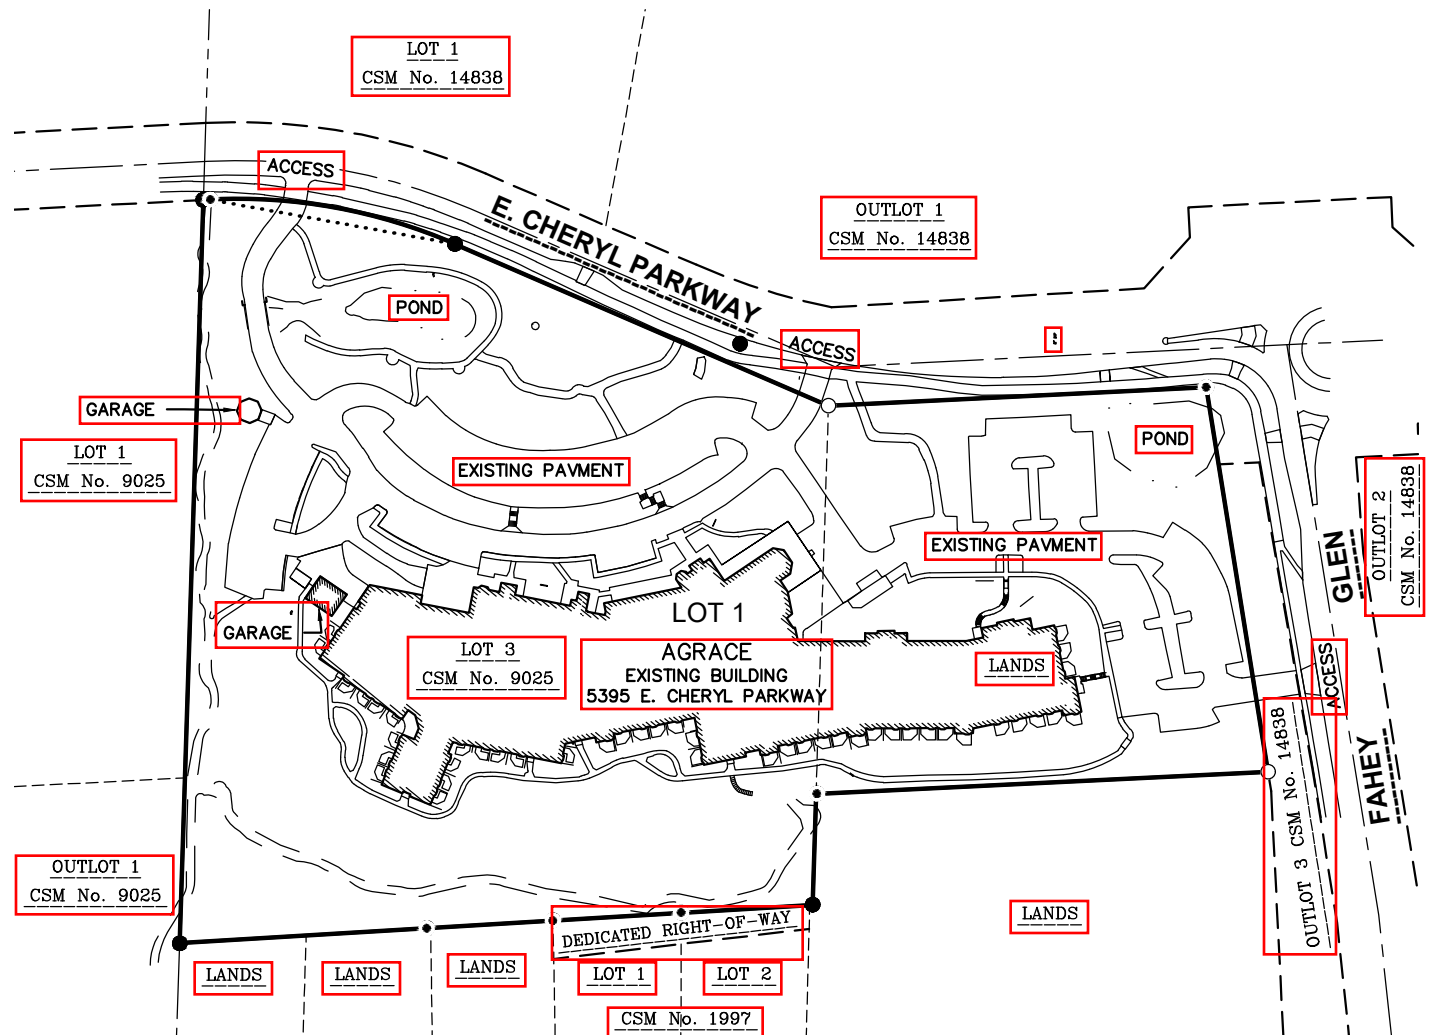 LOT 1
CSM No. 14838
ACCESS
E. CHERYL PARKWAY
OUTLOT 1
CSM No. 14838
POND
ACCESS
GARAGE
LOT 1
CSM No. 9025
EXISTING PAVMENT
POND
OUTLOT 2
CSM No. 14838
EXISTING PAVMENT
GLEN
GARAGE
LOT 1
LOT 3
CSM No. 9025
AGRACE
EXISTING BUILDING
5395 E. CHERYL PARKWAY
LANDS
ACCESS
FAHEY
OUTLOT 3 CSM No. 14838
OUTLOT 1
CSM No. 9025
DEDICATED RIGHT-OF-WAY
LANDS
LANDS
LANDS
LANDS
LOT 1
LOT 2
CSM No. 1997